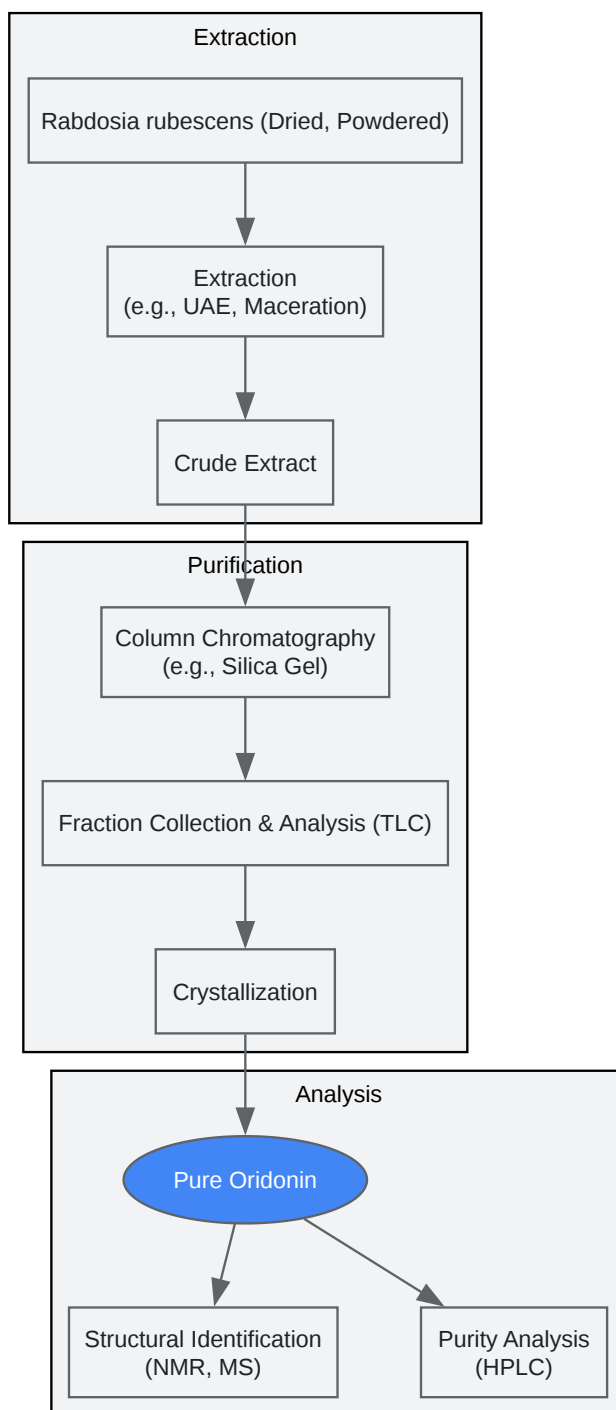 Extraction
Rabdosia rubescens (Dried, Powdered)
Extraction
(e.g., UAE, Maceration)
Crude Extract
Purification
Column Chromatography
(e.g., Silica Gel)
Fraction Collection & Analysis (TLC)
Crystallization
Analysis
Pure Oridonin
Structural Identification
(NMR, MS)
Purity Analysis
(HPLC)